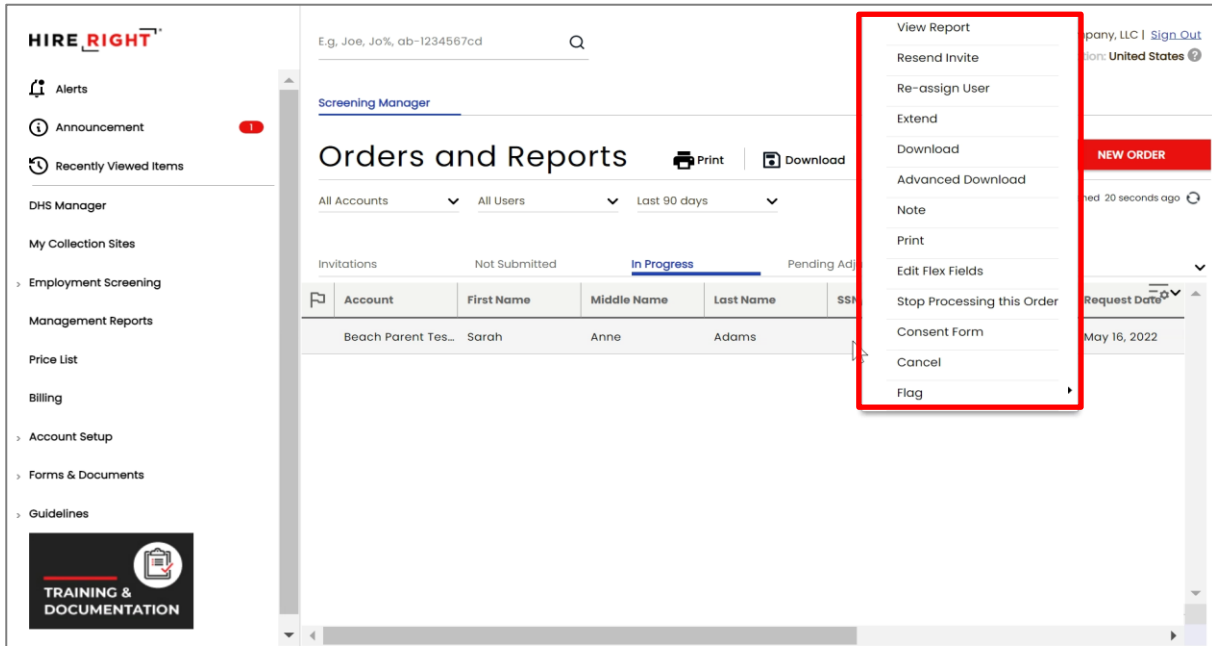 HIRE RIGHT
Alerts
Announcement 1
Recently Viewed Items
DHS Manager
My Collection Sites
Employment Screening
Management Reports
Price List
Billing
Account Setup
Forms & Documents
Guidelines
TRAINING &
DOCUMENTATION
E.g, Joe, Jo%, ab-1234567cd
LLC | Sign Out
United States ?
Screening Manager
Orders and Reports Print Download NEW ORDER
All Accounts All Users Last 90 days 20 seconds ago
Invitations Not Submitted In Progress Pending
Account First Name Middle Name Last Name Request Date
Beach Parent Tes... Sarah Anne Adams May 16, 2022
View Report
Resend Invite
Re-assign User
Extend
Download
Advanced Download
Note
Print
Edit Flex Fields
Stop Processing this Order
Consent Form
Cancel
Flag